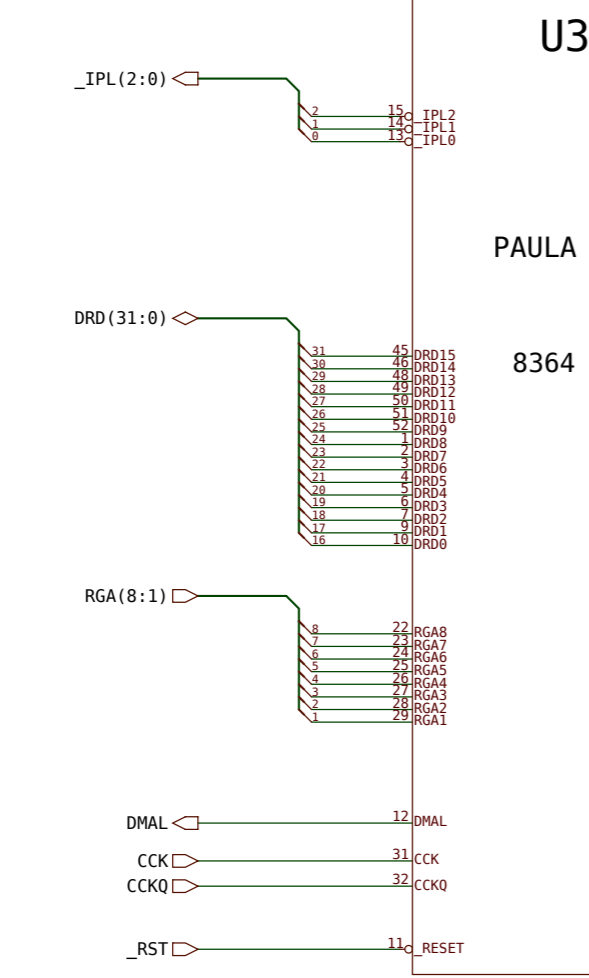 U3
_IPL(2:0)
2 15 _IPL2
1 14 _IPL1
0 13 _IPL0
PAULA
DRD(31:0)
8364
31 45 DRD15
30 46 DRD14
29 48 DRD13
28 49 DRD12
27 50 DRD11
26 51 DRD10
25 52 DRD9
24 1 DRD8
23 2 DRD7
22 3 DRD6
21 4 DRD5
20 5 DRD4
19 6 DRD3
18 7 DRD2
17 9 DRD1
16 10 DRD0
RGA(8:1)
8 22 RGA8
7 23 RGA7
6 24 RGA6
5 25 RGA5
4 26 RGA4
3 27 RGA3
2 28 RGA2
1 29 RGA1
DMAL 12 DMAL
CCK 31 CCK
CCKQ 32 CCKQ
_RST 11 _RESET